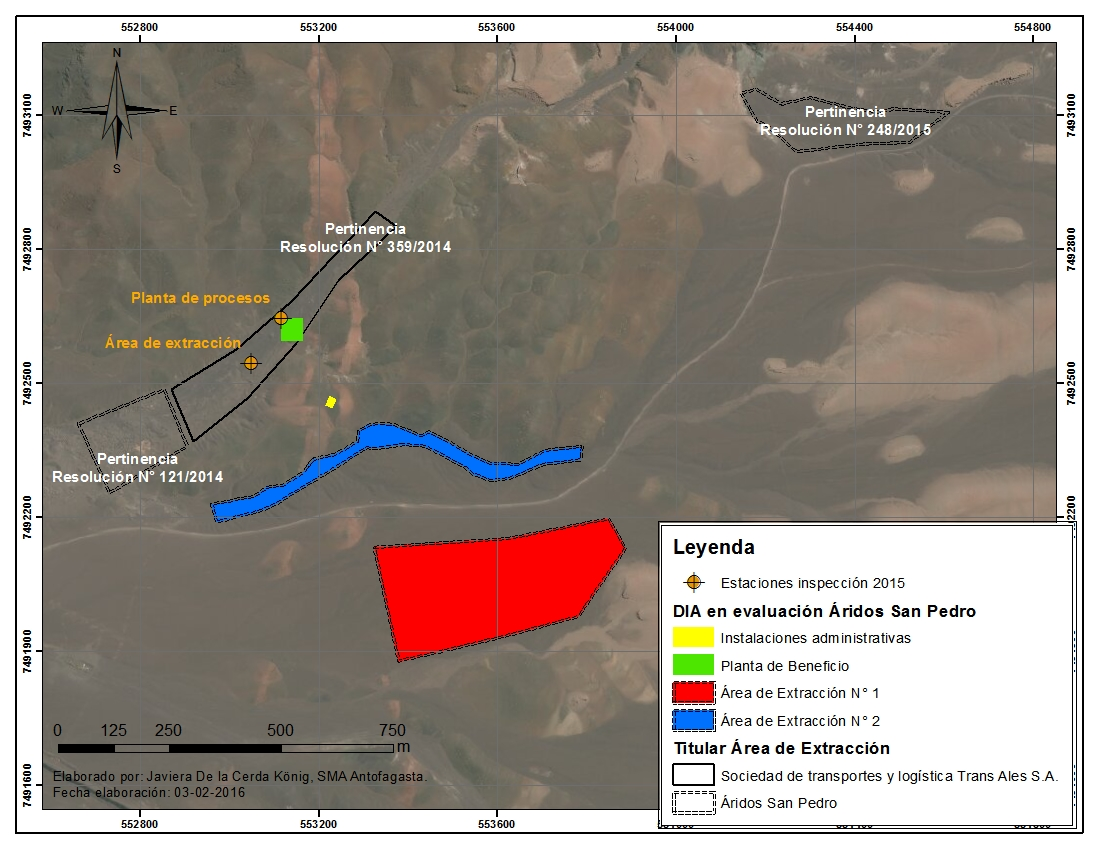 552800 553200 553600 554000 554400 554800
N
W E
S
7493100
7492800
7492500
7492200
7491900
7491600
7493100
7492800
7492500
Pertinencia
Resolución N° 248/2015
Pertinencia
Resolución N° 359/2014
Planta de procesos
Área de extracción
Pertinencia
Resolución N° 121/2014
Leyenda
Estaciones inspección 2015
DIA en evaluación Áridos San Pedro
Instalaciones administrativas
Planta de Beneficio
Área de Extracción N° 1
Área de Extracción N° 2
Titular Área de Extracción
Sociedad de transportes y logística Trans Ales S.A.
Áridos San Pedro
0 125 250 500 750
m
Elaborado por: Javiera De la Cerda König, SMA Antofagasta.
Fecha elaboración: 03-02-2016
552800 553200 553600